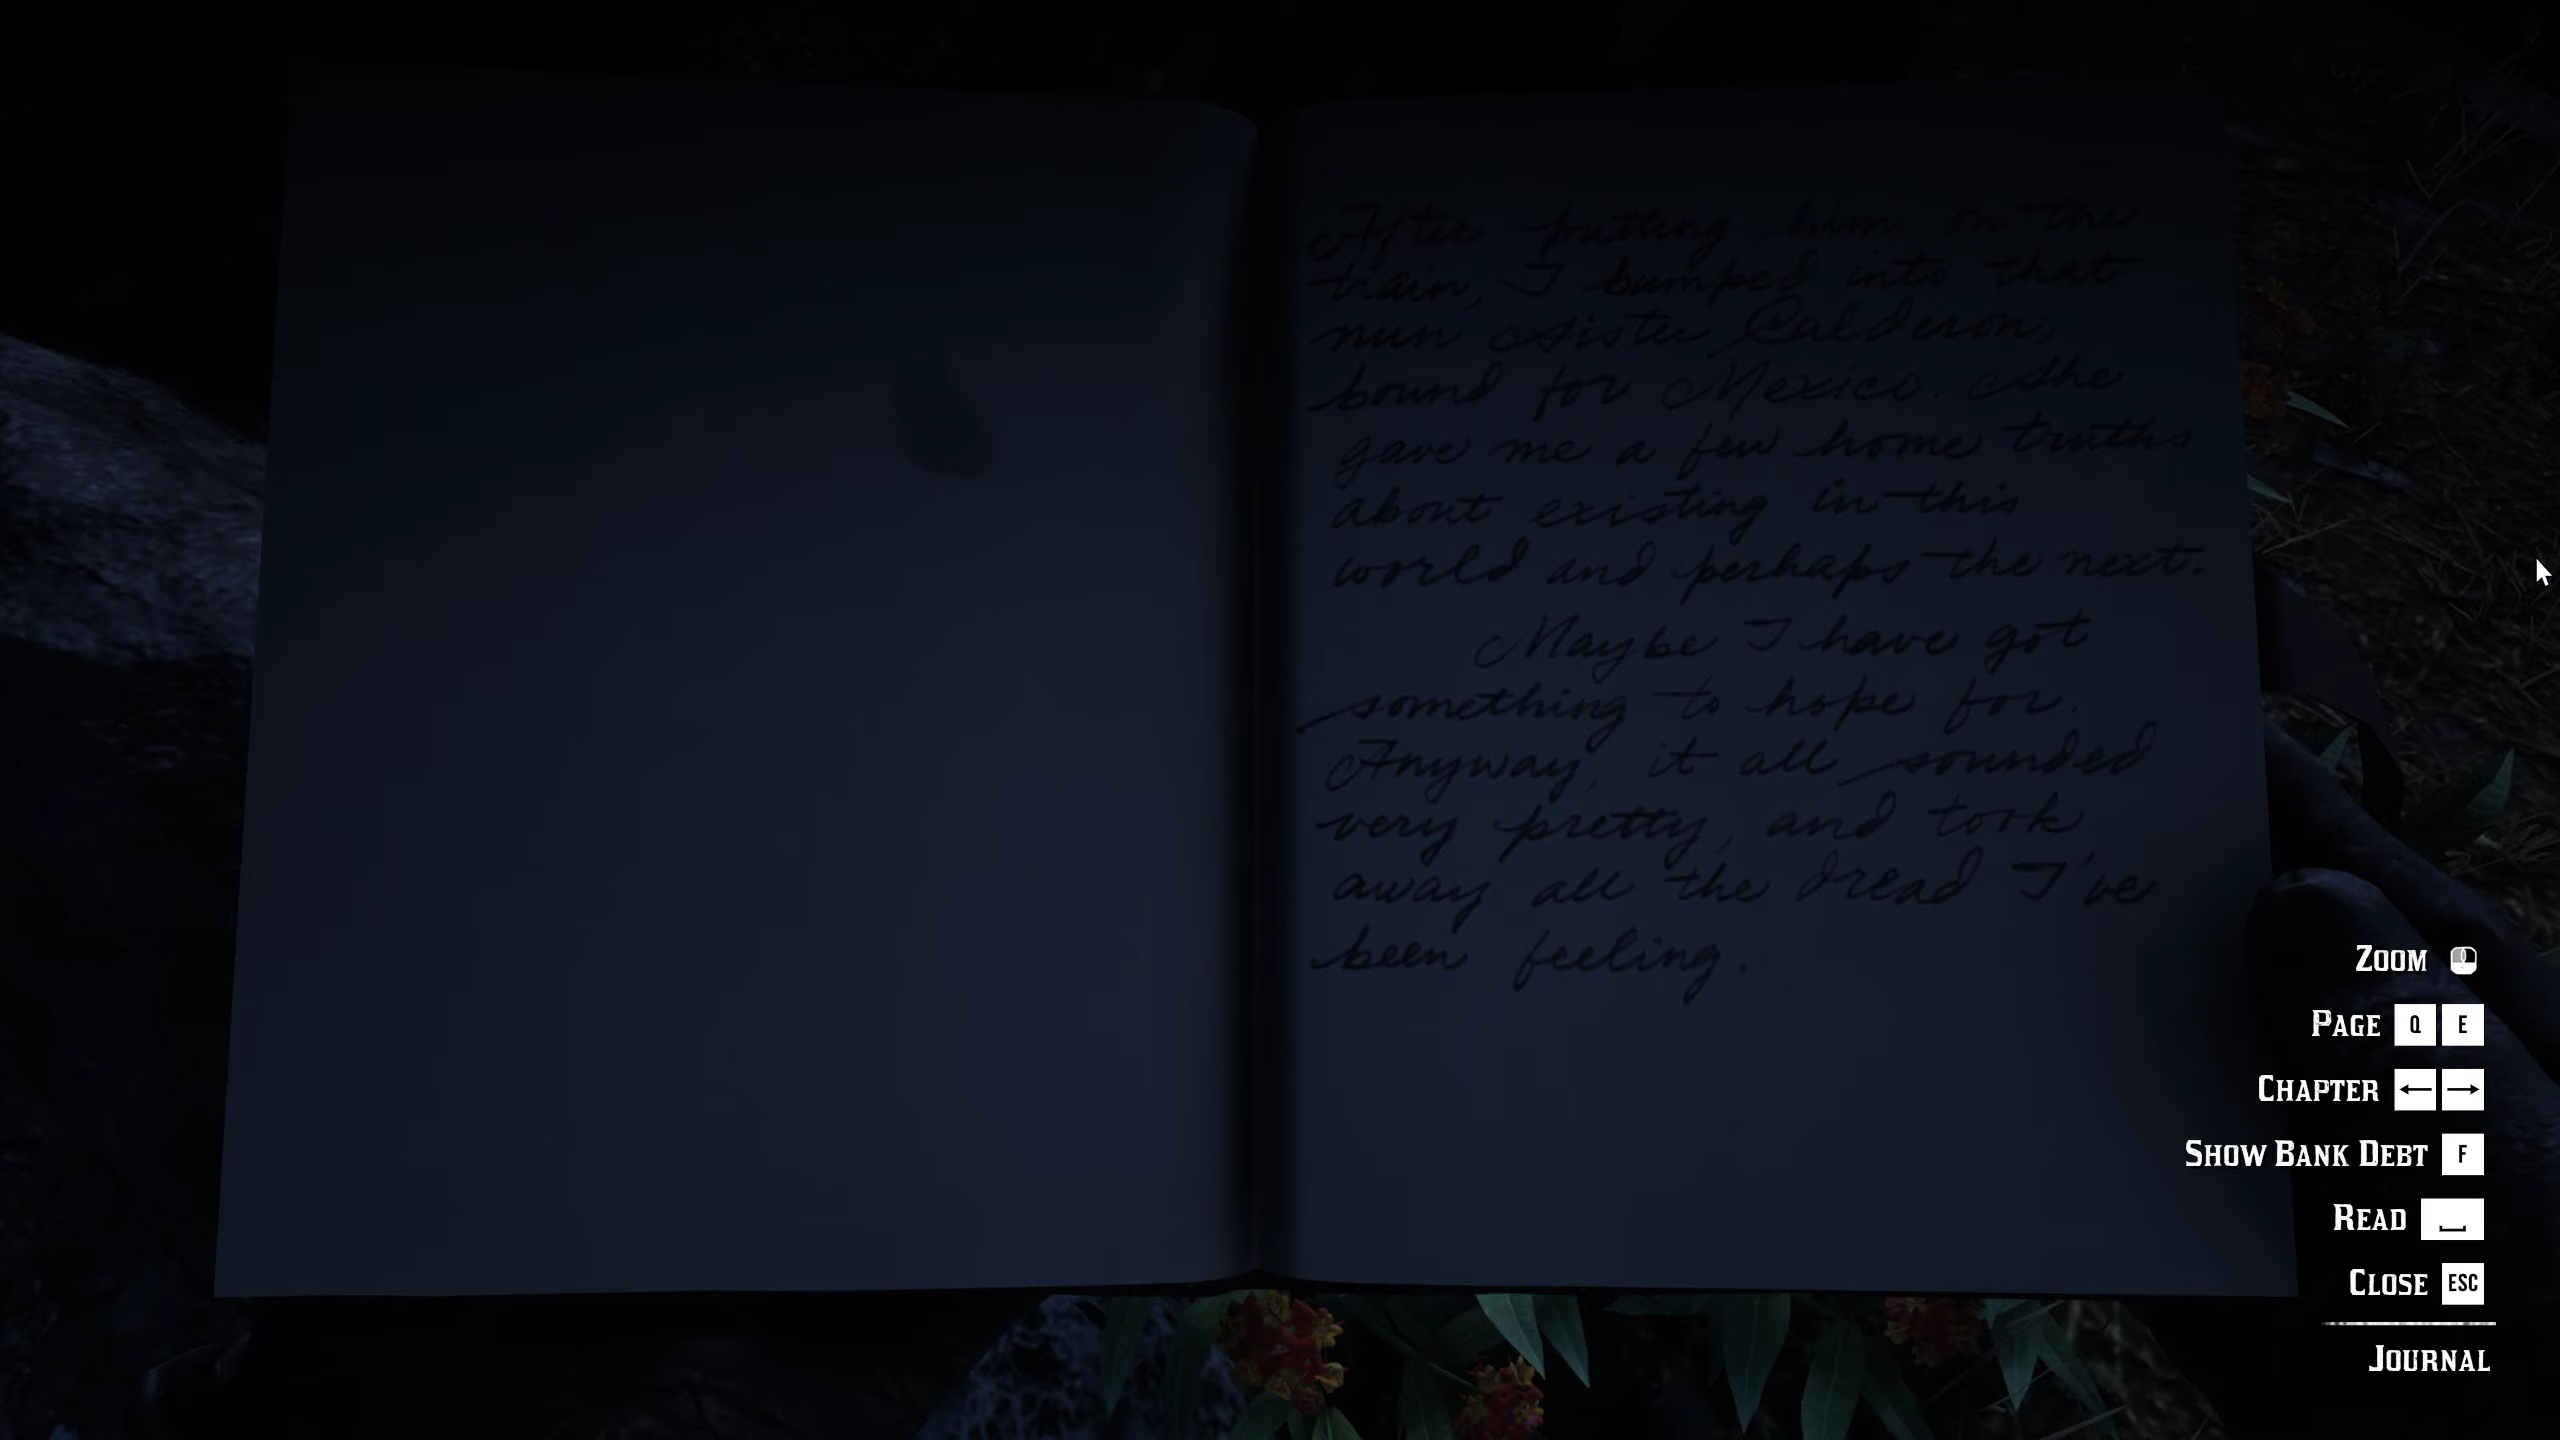 After putting him on the
train, I bumped into that
nun Sister Calderon,
bound for Mexico. She
gave me a few home truths
about existing in this
world and perhaps the next.
Maybe I have got
something to hope for.
Anyway, it all sounded
very pretty, and took
away all the dread I've
been feeling.
ZOOM
PAGE Q E
CHAPTER ← →
SHOW BANK DEBT F
READ
CLOSE ESC
JOURNAL